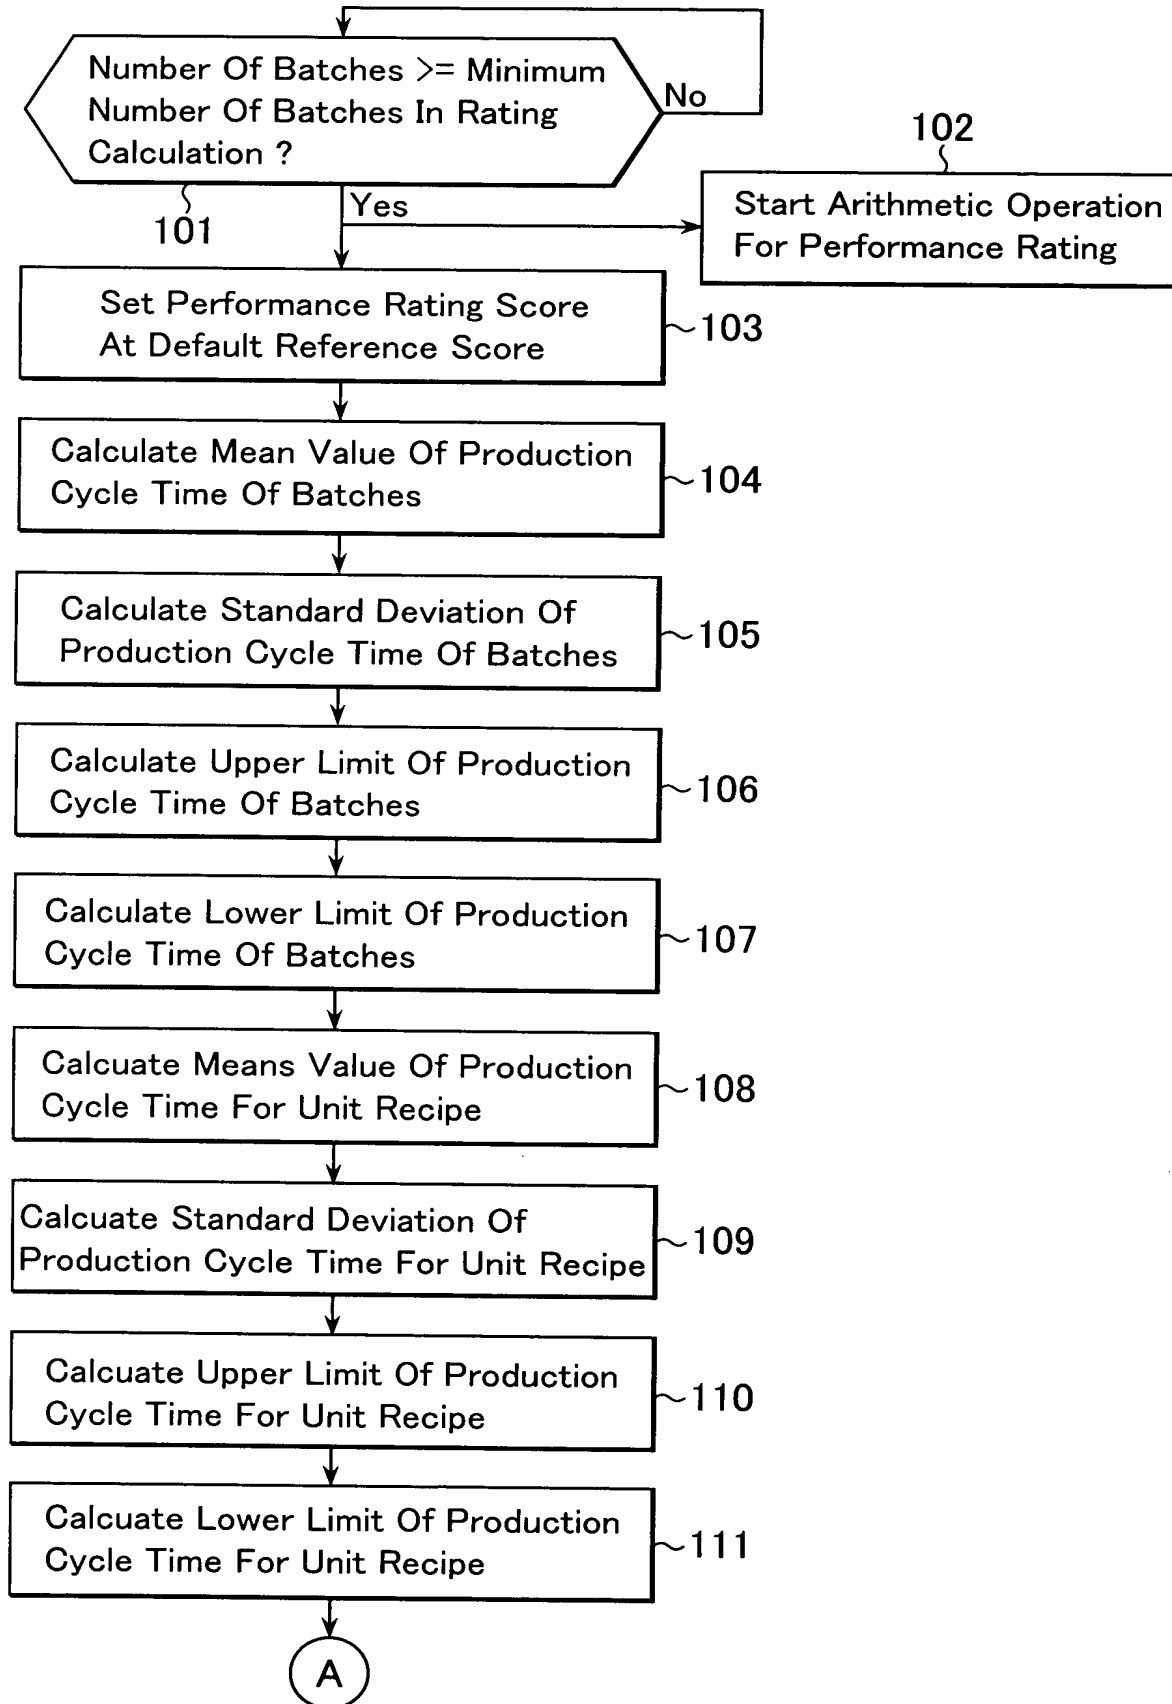 Number Of Batches >= Minimum
Number Of Batches In Rating
Calculation ?
No
101
Yes
102
Start Arithmetic Operation
For Performance Rating
Set Performance Rating Score
At Default Reference Score
103
Calculate Mean Value Of Production
Cycle Time Of Batches
104
Calculate Standard Deviation Of
Production Cycle Time Of Batches
105
Calculate Upper Limit Of Production
Cycle Time Of Batches
106
Calculate Lower Limit Of Production
Cycle Time Of Batches
107
Calcuate Means Value Of Production
Cycle Time For Unit Recipe
108
Calcuate Standard Deviation Of
Production Cycle Time For Unit Recipe
109
Calcuate Upper Limit Of Production
Cycle Time For Unit Recipe
110
Calcuate Lower Limit Of Production
Cycle Time For Unit Recipe
111
A